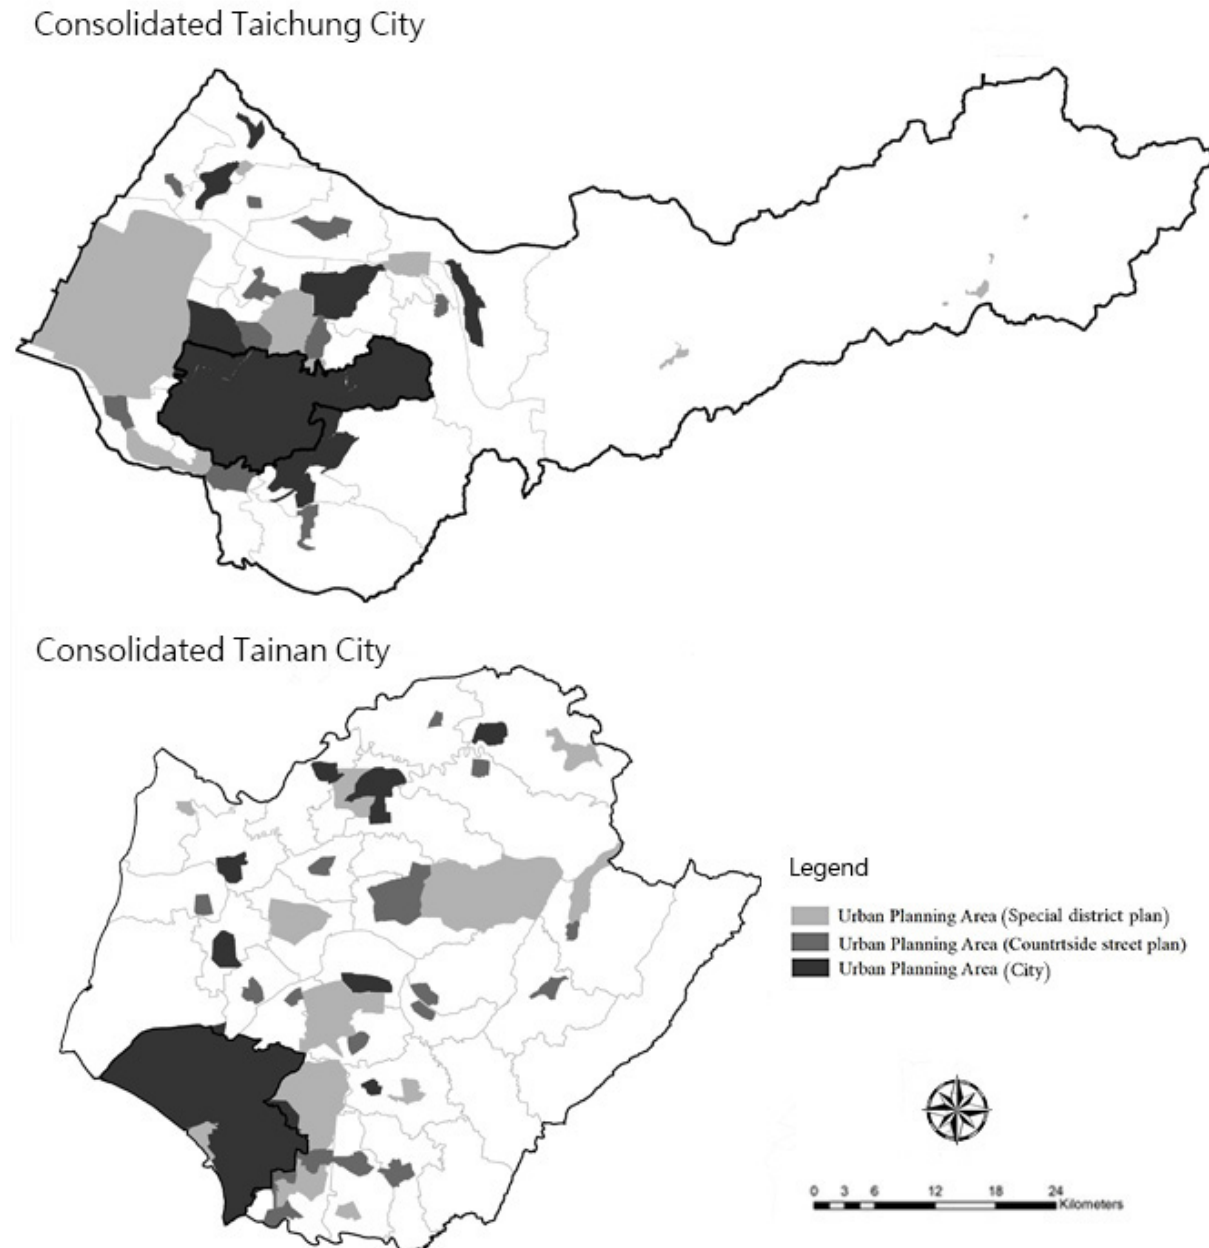 Consolidated Taichung City
Consolidated Tainan City
Legend
Urban Planning Area (Special district plan)
Urban Planning Area (Countrtside street plan)
Urban Planning Area (City)
0 3 6 12 18 24
Kilometers